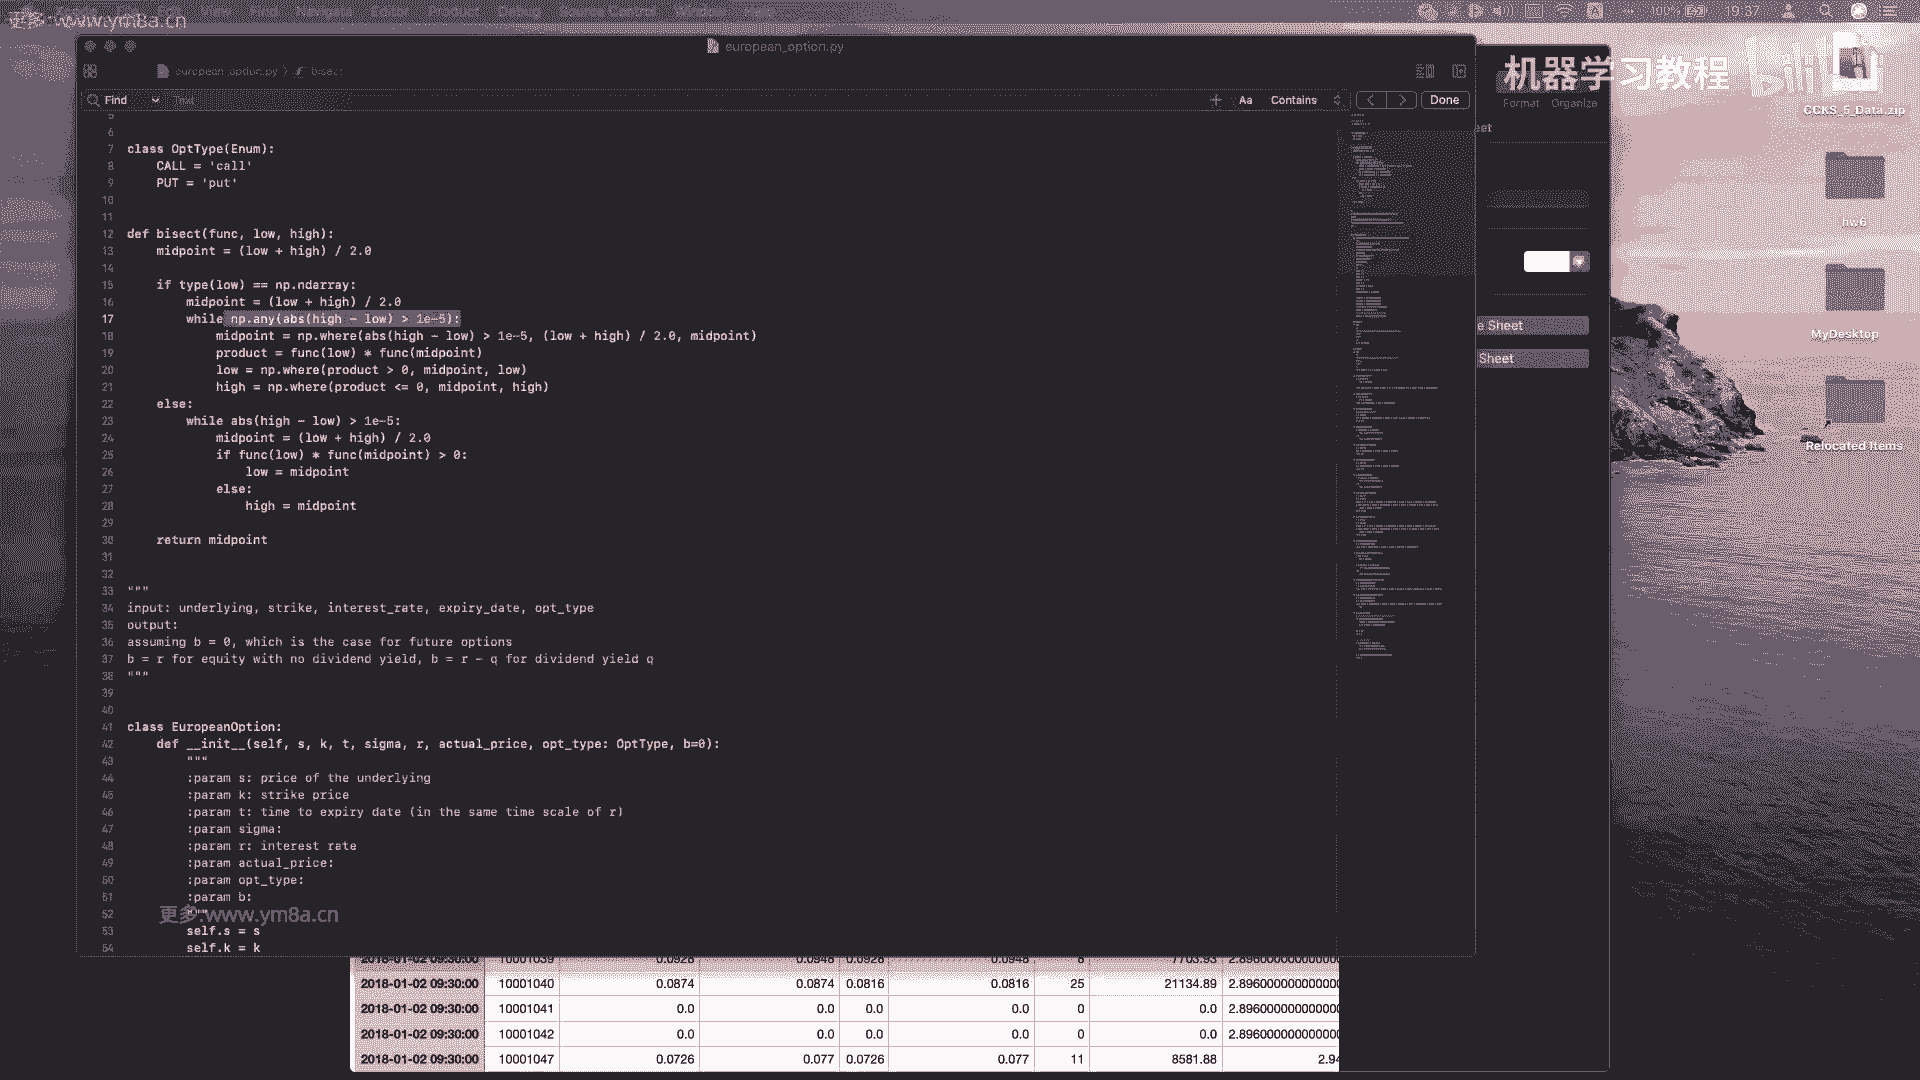 更多:www.ym8a.cn
100%
19:37
european_option.py
european_option.py 〉 bisect
机器学习教程
bili
Find
Text
Aa
Contains
Done
Format
Organize
CCKS_5_Data.zip
hw6
MyDesktop
Relocated Items
e Sheet
Sheet
5
6
7 class OptType(Enum):
8 CALL = 'call'
9 PUT = 'put'
10
11
12 def bisect(func, low, high):
13 midpoint = (low + high) / 2.0
14
15 if type(low) == np.ndarray:
16 midpoint = (low + high) / 2.0
17 while np.any(abs(high - low) > 1e-5):
18 midpoint = np.where(abs(high - low) > 1e-5, (low + high) / 2.0, midpoint)
19 product = func(low) * func(midpoint)
20 low = np.where(product > 0, midpoint, low)
21 high = np.where(product <= 0, midpoint, high)
22 else:
23 while abs(high - low) > 1e-5:
24 midpoint = (low + high) / 2.0
25 if func(low) * func(midpoint) > 0:
26 low = midpoint
27 else:
28 high = midpoint
29
30 return midpoint
31
32
33 """
34 input: underlying, strike, interest_rate, expiry_date, opt_type
35 output:
36 assuming b = 0, which is the case for future options
37 b = r for equity with no dividend yield, b = r - q for dividend yield q
38 """
39
40
41 class EuropeanOption:
42 def __init__(self, s, k, t, sigma, r, actual_price, opt_type: OptType, b=0):
43 """
44 :param s: price of the underlying
45 :param k: strike price
46 :param t: time to expiry date (in the same time scale of r)
47 :param sigma:
48 :param r: interest rate
49 :param actual_price:
50 :param opt_type:
51 :param b:
52 """
更多:www.ym8a.cn
53 self.s = s
54 self.k = k
2018-01-02 09:30:00 10001039 0.0928 0.0948 0.0928 0.0948 8 7703.93 2.896000000000000
2018-01-02 09:30:00 10001040 0.0874 0.0874 0.0816 0.0816 25 21134.89 2.896000000000000
2018-01-02 09:30:00 10001041 0.0 0.0 0.0 0.0 0 0.0 2.896000000000000
2018-01-02 09:30:00 10001042 0.0 0.0 0.0 0.0 0 0.0 2.896000000000000
2018-01-02 09:30:00 10001047 0.0726 0.077 0.0726 0.077 11 8581.88 2.94